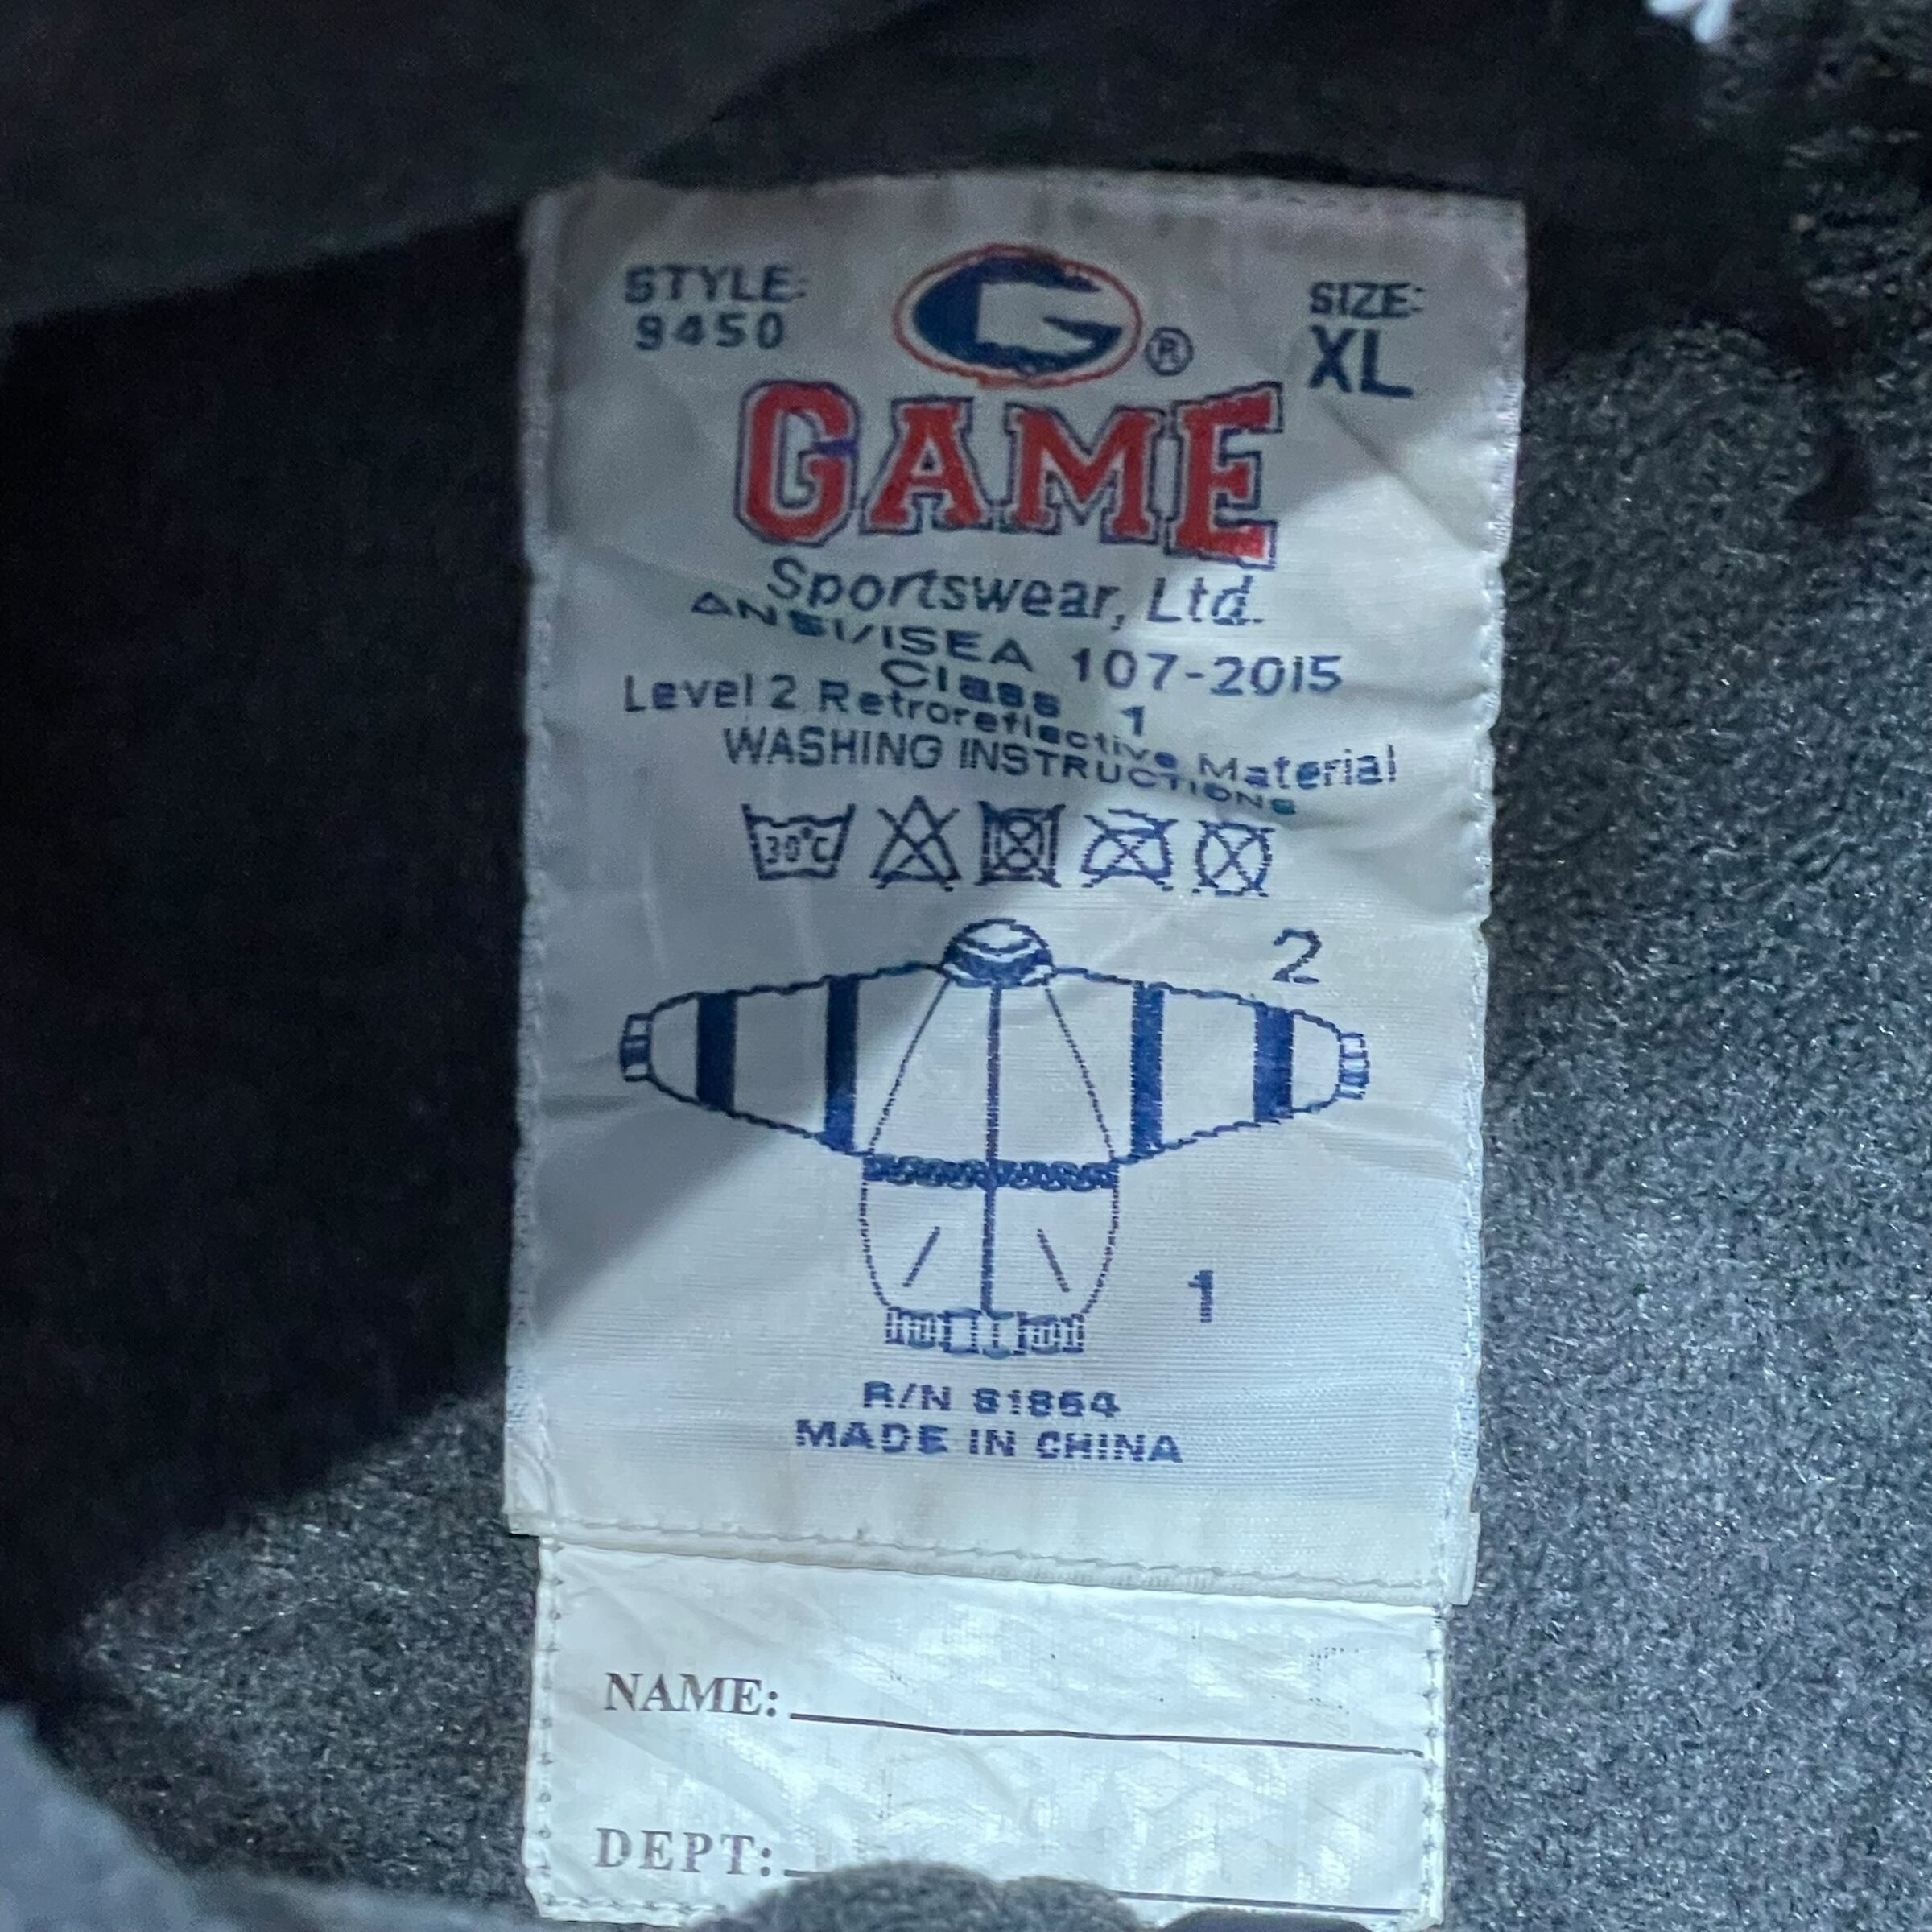 STYLE:
9450
G®
SIZE:
XL
GAME
Sportswear, Ltd.
ANSI/ISEA 107-2015
Class 1
Level 2 Retroreflective Material
WASHING INSTRUCTIONS
30°C
2
1
R/N 81864
MADE IN CHINA
NAME:
DEPT: